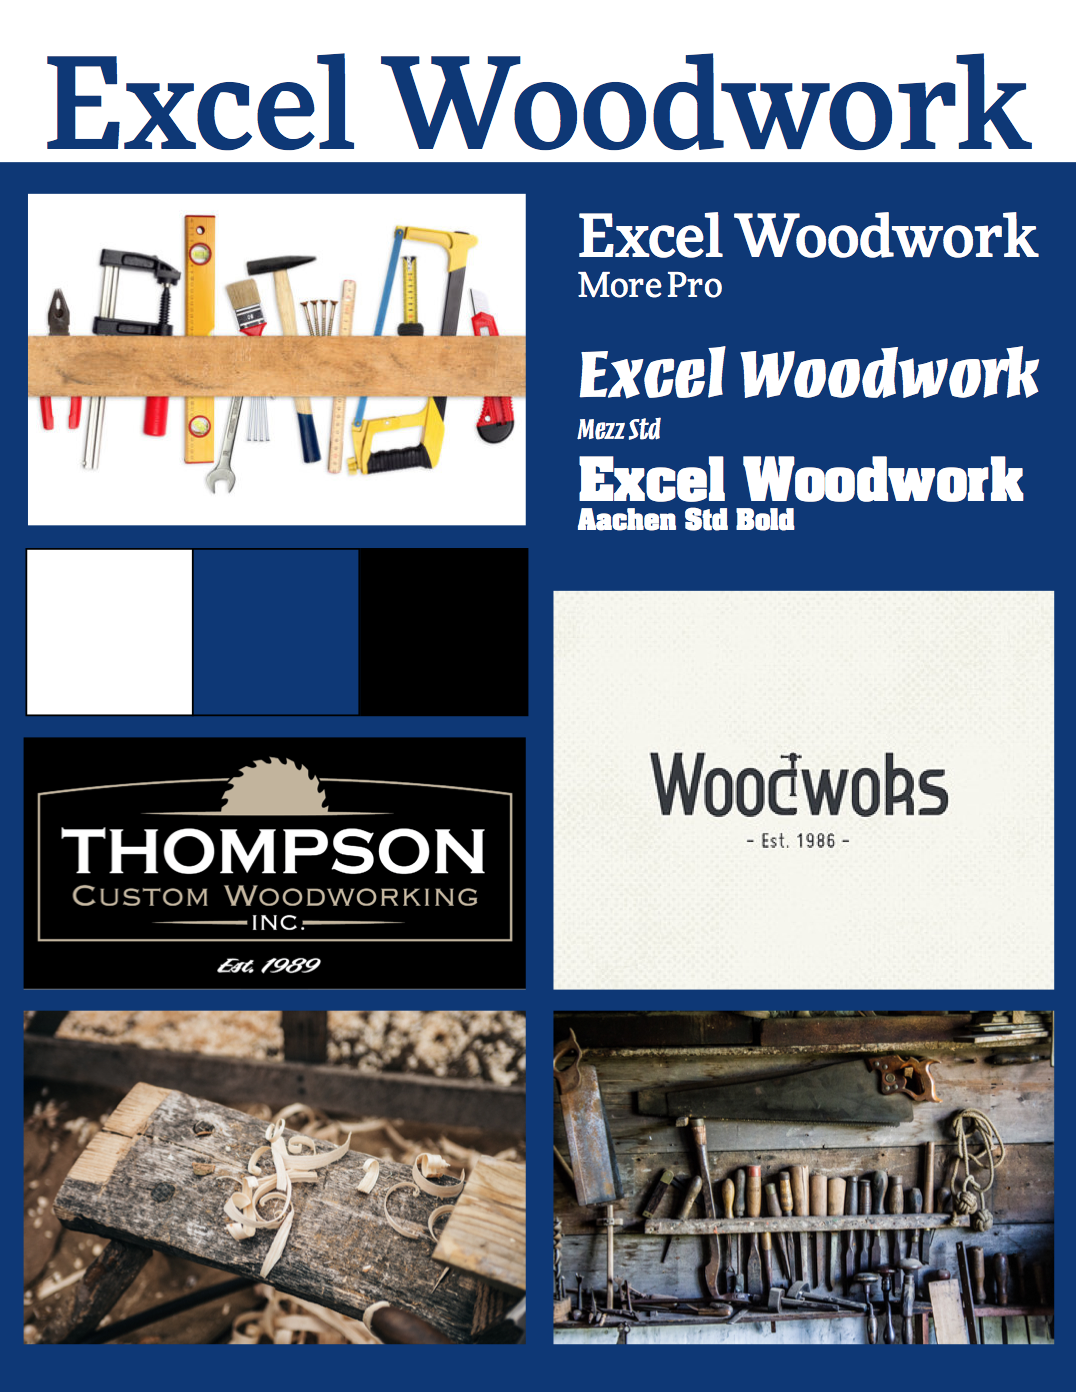 Excel Woodwork
Excel Woodwork
More Pro
Excel Woodwork
Mezz Std
Excel Woodwork
Aachen Std Bold
THOMPSON
CUSTOM WOODWORKING
INC.
Est. 1989
Woodwoks
- Est. 1986 -